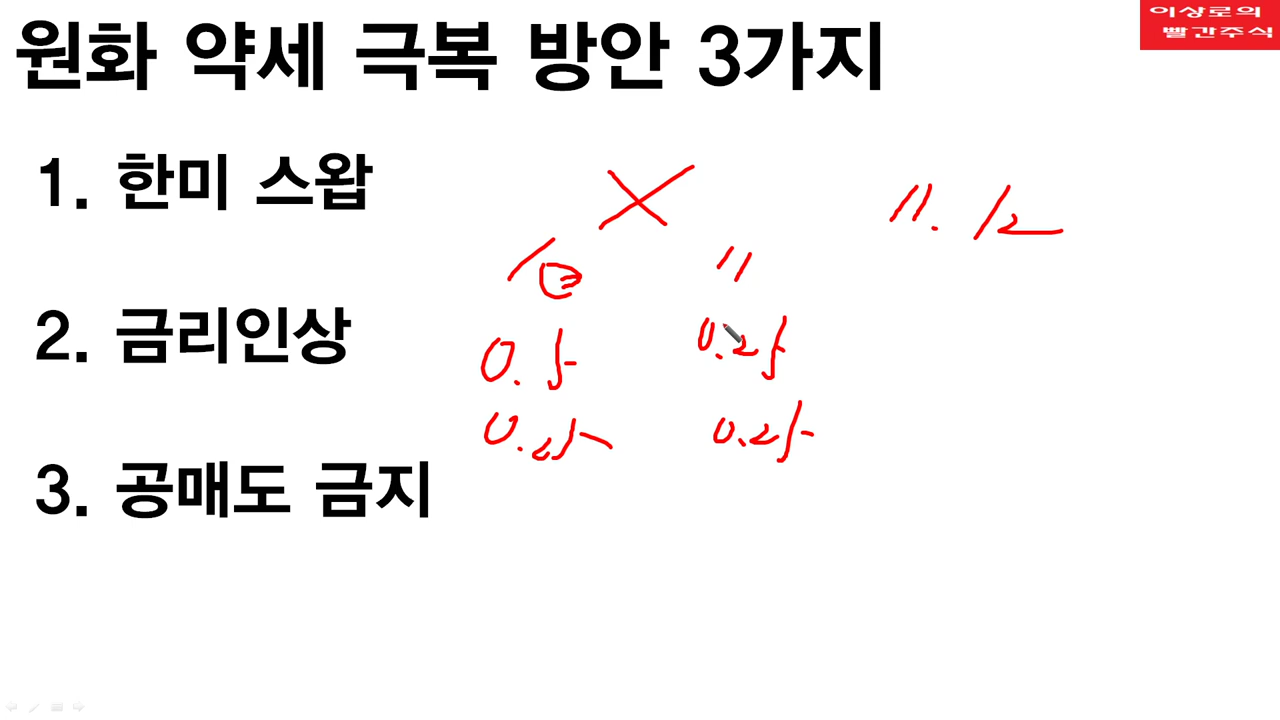 이상로의
빨간주식
원화 약세 극복 방안 3가지
1. 한미 스왑
11. 12
10 11
2. 금리인상
0.5 0.25
0.25 0.25
3. 공매도 금지